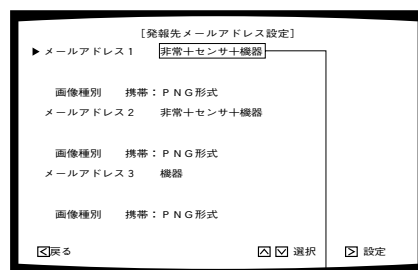 [発報先メールアドレス設定]
▶メールアドレス1 非常＋センサ＋機器
画像種別 携帯：PNG形式
メールアドレス2 非常＋センサ＋機器
画像種別 携帯：PNG形式
メールアドレス3 機器
画像種別 携帯：PNG形式
<戻る ∧ ∨ 選択 > 設定